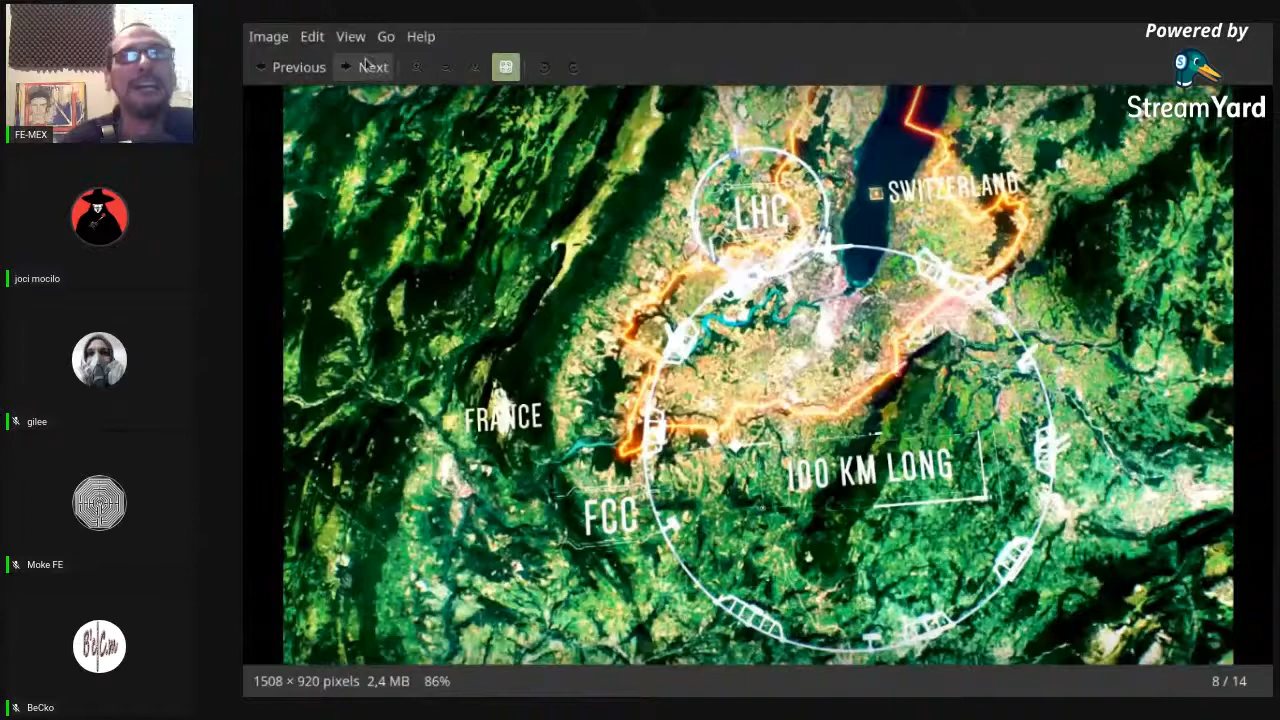 Image Edit View Go Help
Previous Next
Powered by
StreamYard
FE-MEX
joci mocilo
gilee
Moke FE
BeCko
LHC
SWITZERLAND
FRANCE
100 KM LONG
FCC
1508 × 920 pixels 2,4 MB 86%
8 / 14